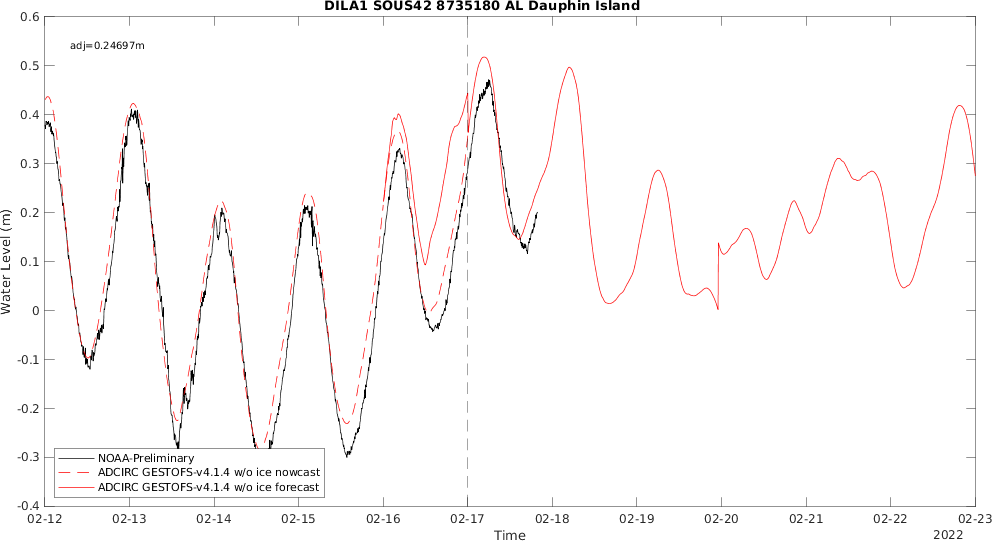 DILA1 SOUS42 8735180 AL Dauphin Island
adj=0.24697m
Water Level (m)
0.6
0.5
0.4
0.3
0.2
0.1
0
-0.1
-0.2
-0.3
-0.4
NOAA-Preliminary
ADCIRC GESTOFS-v4.1.4 w/o ice nowcast
ADCIRC GESTOFS-v4.1.4 w/o ice forecast
02-12 02-13 02-14 02-15 02-16 02-17 02-18 02-19 02-20 02-21 02-22 02-23
Time
2022